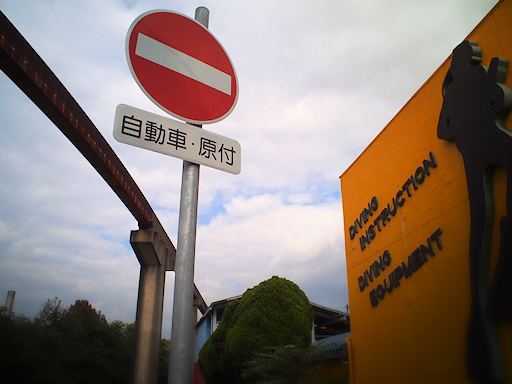 自動車・原付
DIVING
INSTRUCTION
DIVING
EQUIPMENT